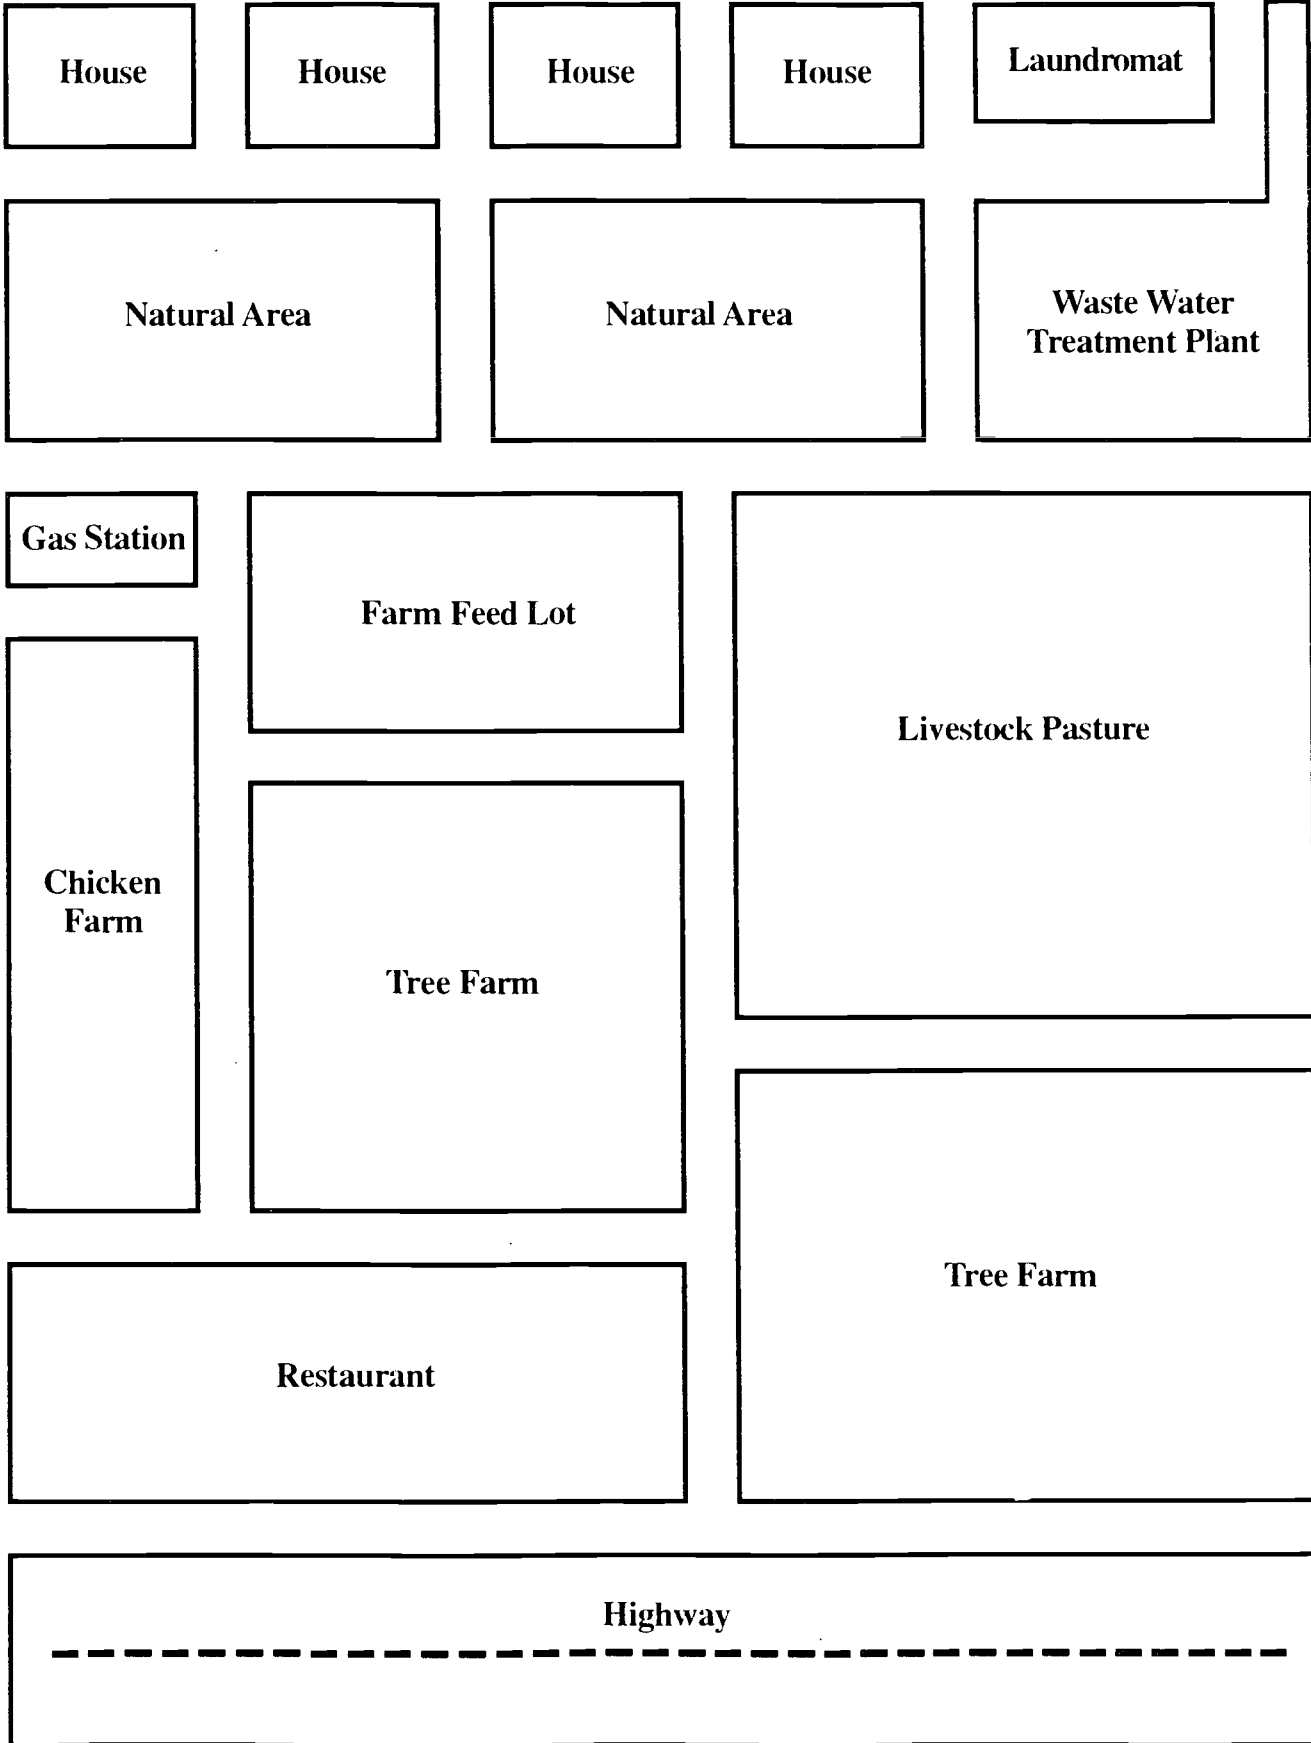 House
House
House
House
Laundromat
Natural Area
Natural Area
Waste Water
Treatment Plant
Gas Station
Farm Feed Lot
Livestock Pasture
Chicken
Farm
Tree Farm
Tree Farm
Restaurant
Highway